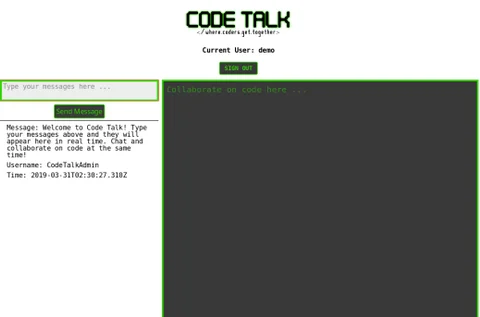 CODE TALK
</where.coders.get.together>
Current User: demo
SIGN OUT
Type your messages here ...
Send Message
Message: Welcome to Code Talk! Type
your messages above and they will
appear here in real time. Chat and
collaborate on code at the same
time!
Username: CodeTalkAdmin
Time: 2019-03-31T02:30:27.318Z
Collaborate on code here ...